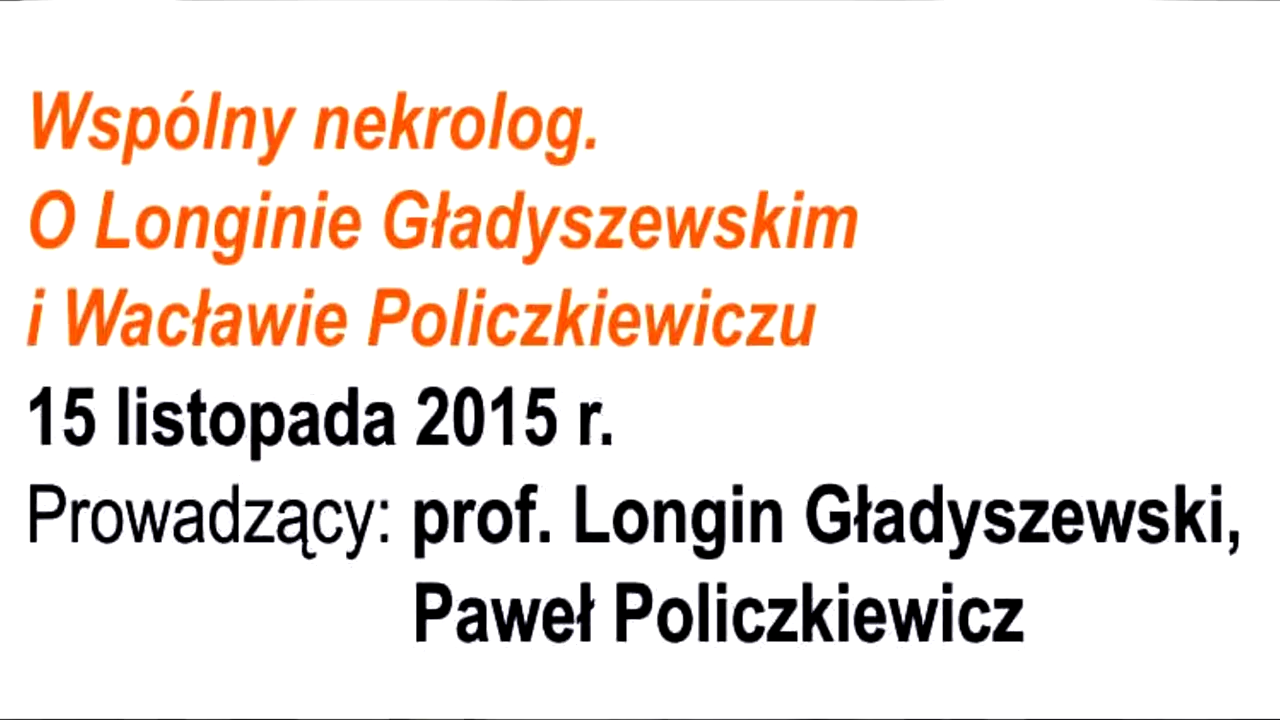 Wspólny nekrolog.
O Longinie Gładyszewskim
i Wacławie Policzkiewiczu
15 listopada 2015 r.
Prowadzący: prof. Longin Gładyszewski,
Paweł Policzkiewicz